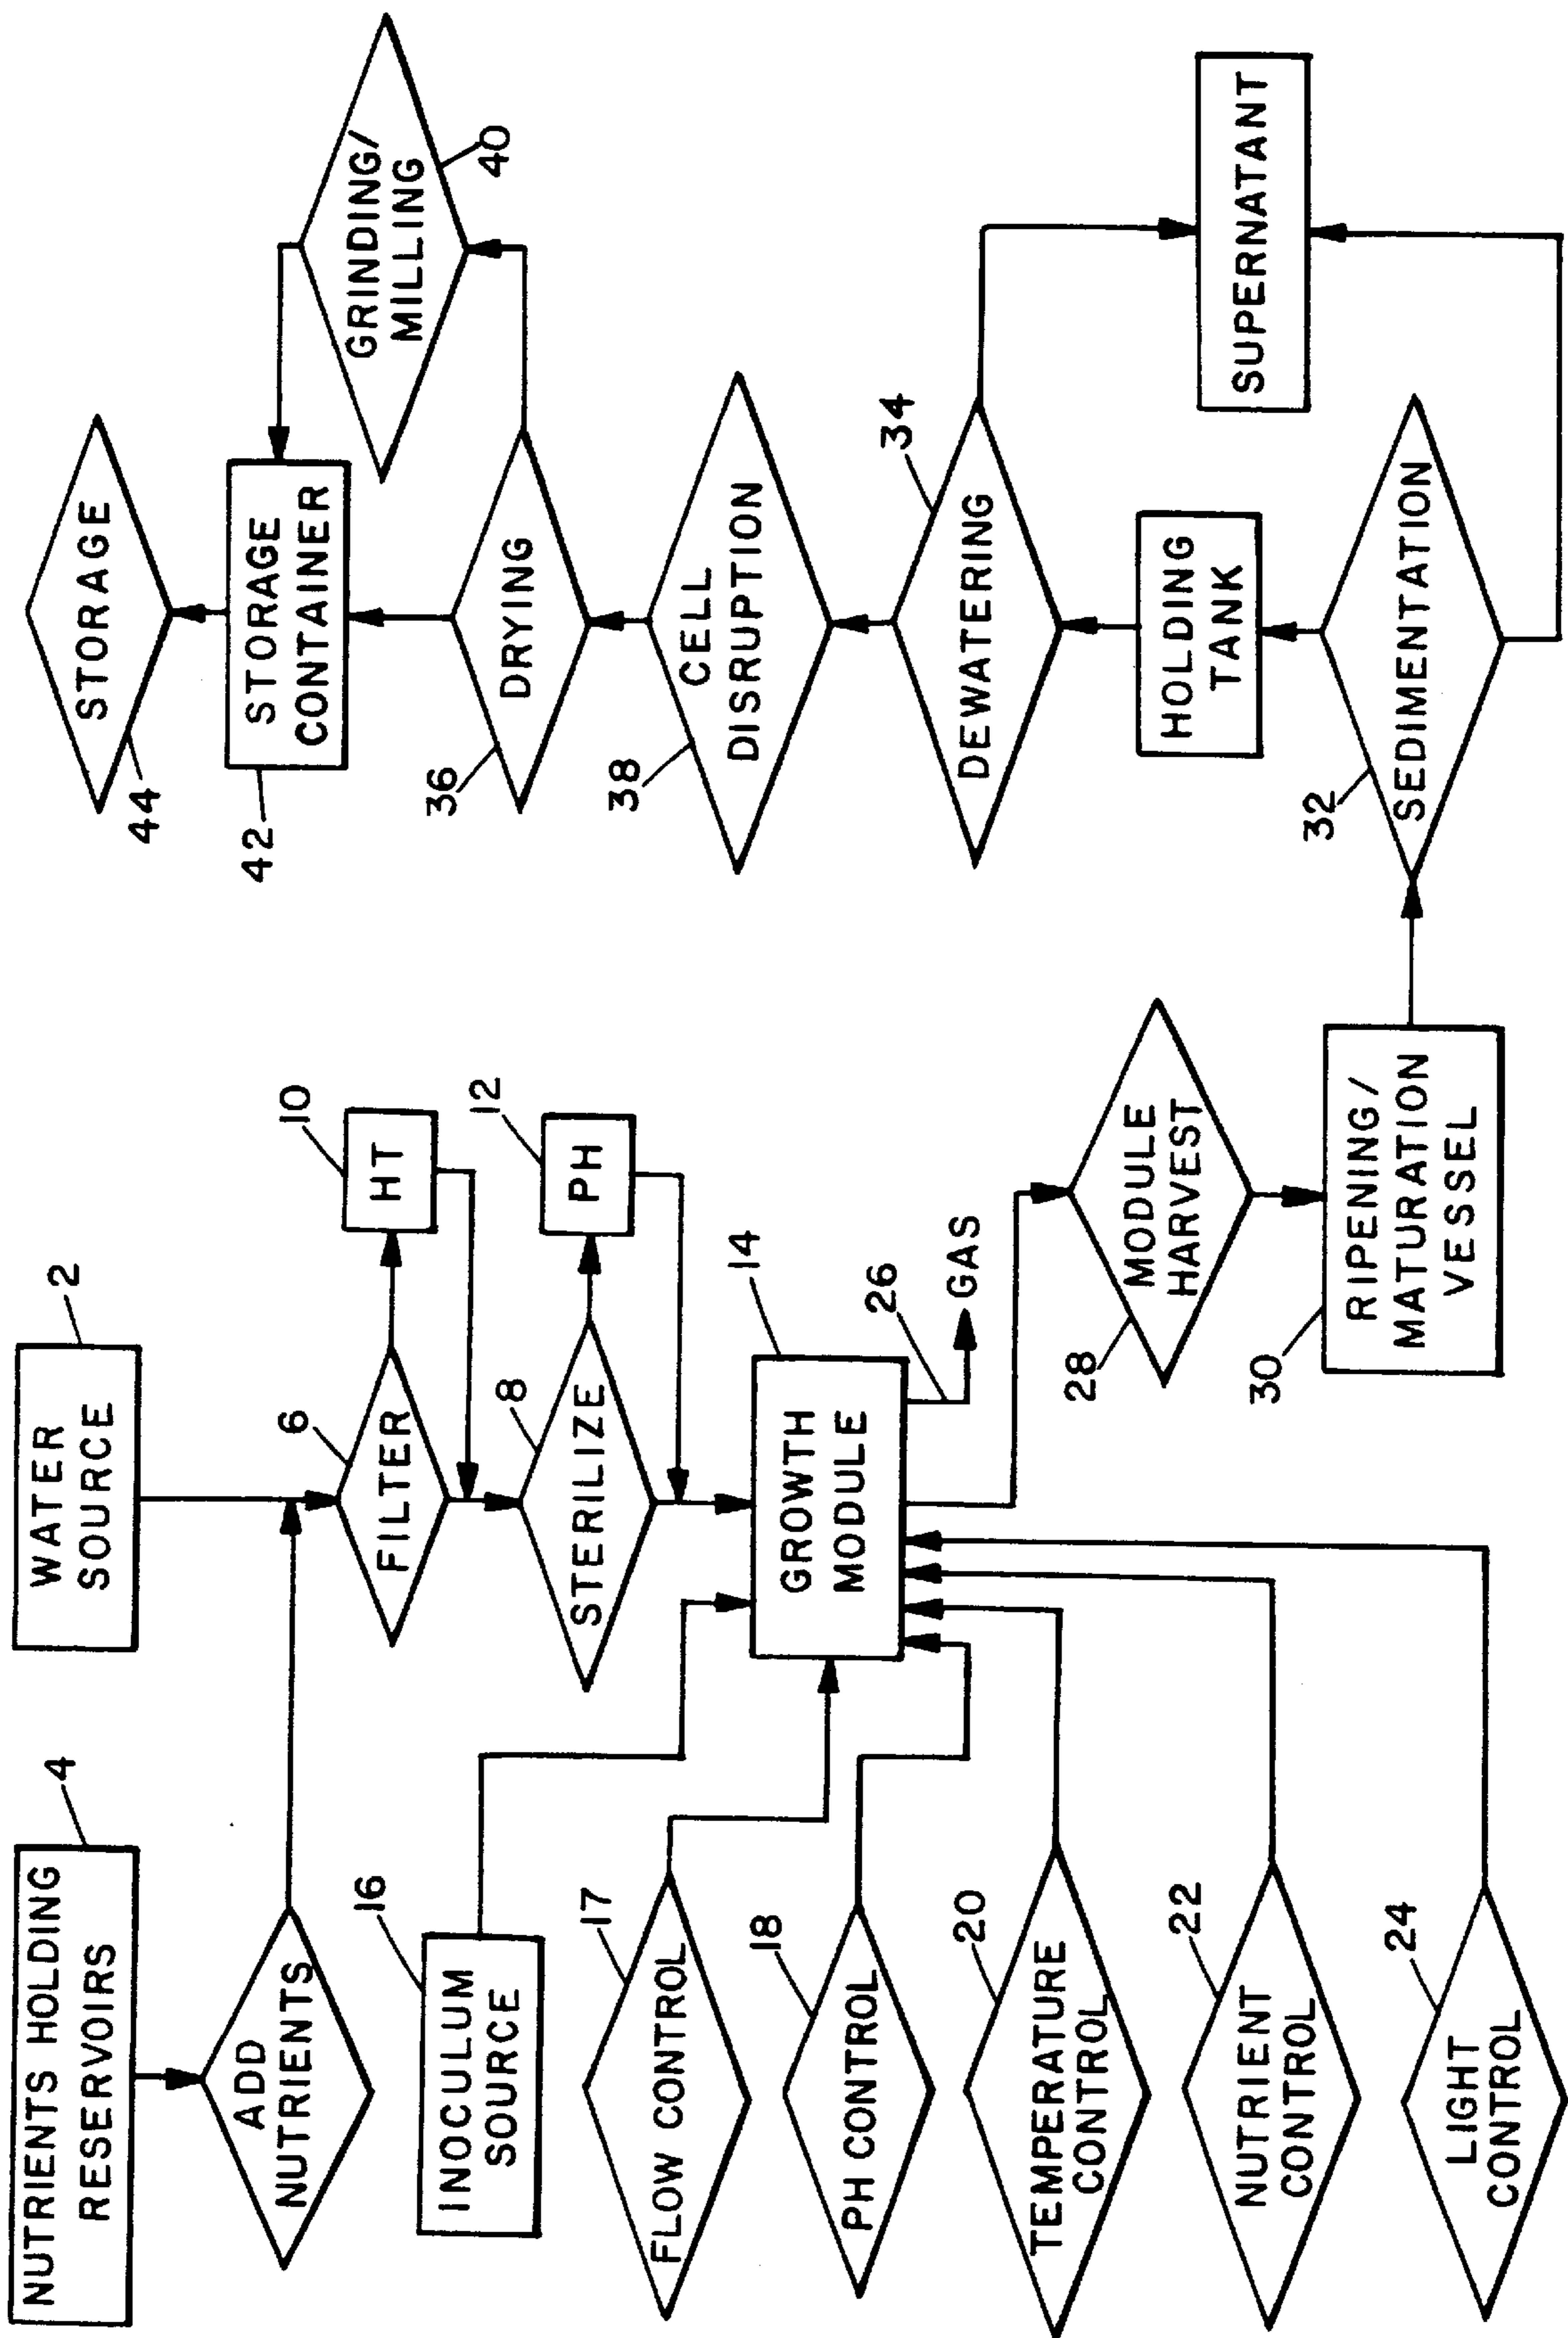 NUTRIENTS HOLDING
RESERVOIRS
4
WATER
SOURCE
2
ADD
NUTRIENTS
6
FILTER
10
HT
INOCULUM
SOURCE
16
8
STERILIZE
12
PH
17
FLOW CONTROL
GROWTH
MODULE
14
18
PH CONTROL
26
GAS
20
TEMPERATURE
CONTROL
28
MODULE
HARVEST
22
NUTRIENT
CONTROL
30
RIPENING/
MATURATION
VESSEL
24
LIGHT
CONTROL
STORAGE
44
STORAGE
CONTAINER
42
GRINDING/
MILLING
40
36
DRYING
38
CELL
DISRUPTION
34
DEWATERING
HOLDING
TANK
SUPERNATANT
32
SEDIMENTATION